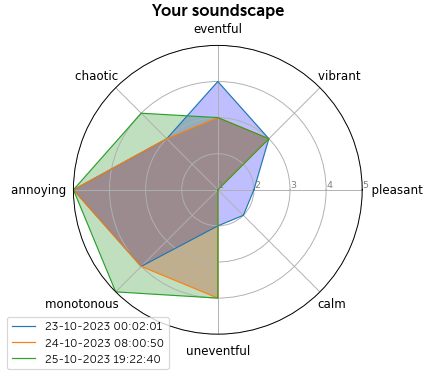 Your soundscape
eventful
chaotic
vibrant
annoying
2
3
4
5
pleasant
monotonous
calm
uneventful
23-10-2023 00:02:01
24-10-2023 08:00:50
25-10-2023 19:22:40